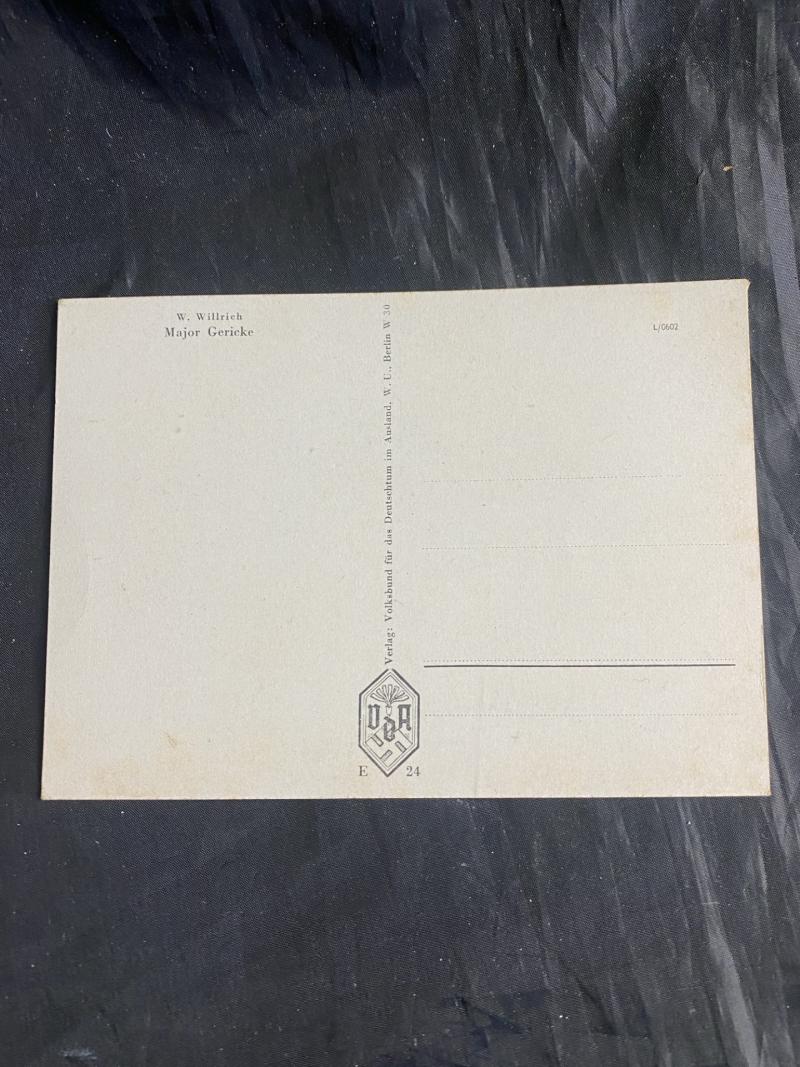 W. Willrich
Major Gericke
Verlag: Volksbund für das Deutschtum im Ausland, W. U., Berlin W 30
L/0602
VdA
E 24